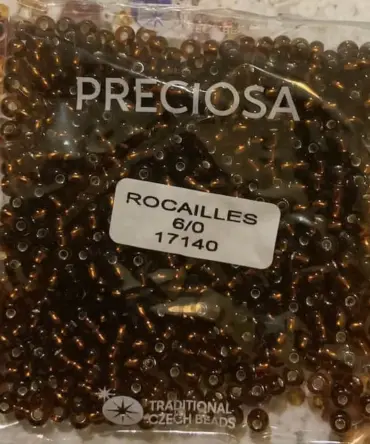 PRECIOSA
ROCAILLES
6/0
17140
TRADITIONAL
CZECH BEADS